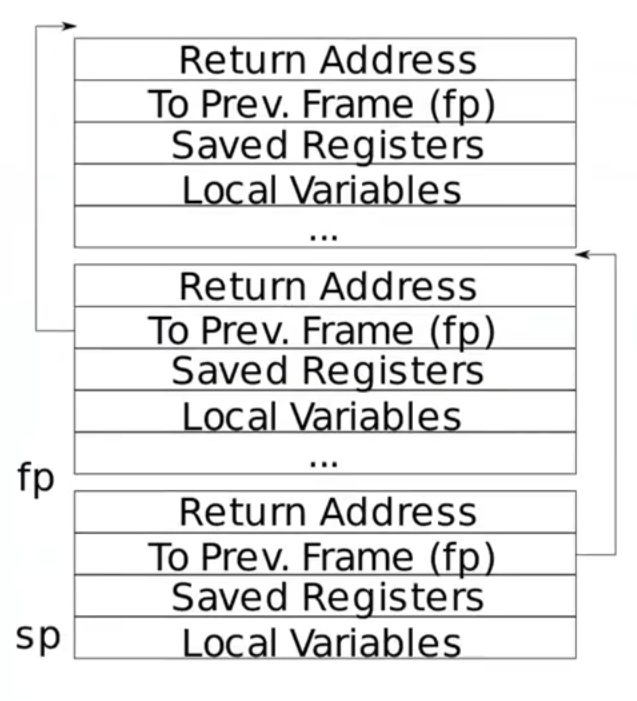 Return Address
To Prev. Frame (fp)
Saved Registers
Local Variables
...
Return Address
To Prev. Frame (fp)
Saved Registers
Local Variables
...
fp
Return Address
To Prev. Frame (fp)
Saved Registers
sp
Local Variables